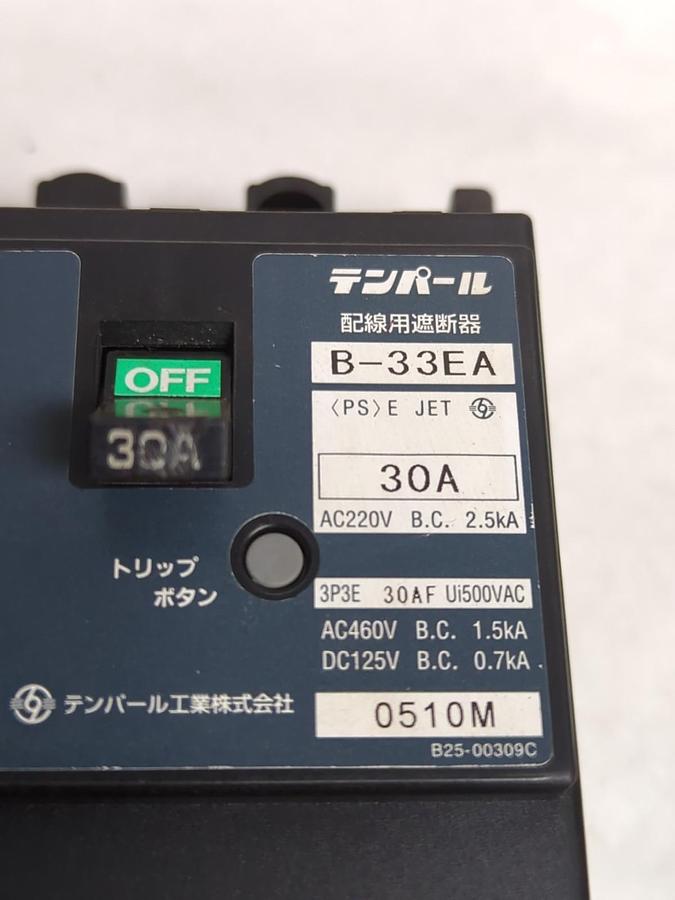 テンパール
配線用遮断器
B-33EA
OFF
30A
〈PS〉E JET
30A
AC220V B.C. 2.5kA
トリップ
ボタン
3P3E 30AF Ui500VAC
AC460V B.C. 1.5kA
DC125V B.C. 0.7kA
テンパール工業株式会社
0510M
B25-00309C